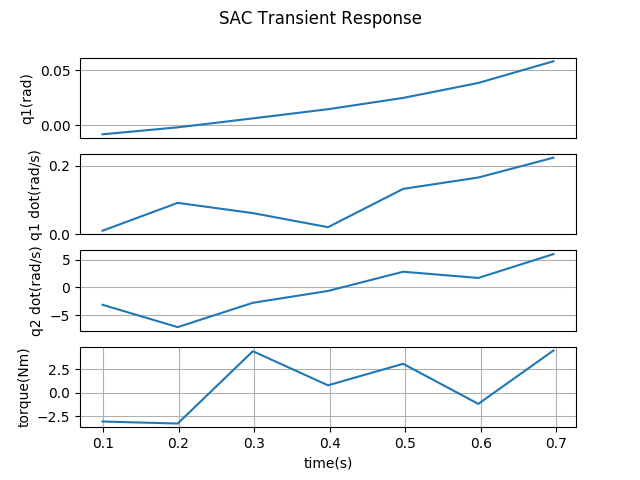 SAC Transient Response
q1(rad)
0.05
0.00
q1 dot(rad/s)
0.2
0.0
q2 dot(rad/s)
5
0
−5
torque(Nm)
2.5
0.0
−2.5
0.1 0.2 0.3 0.4 0.5 0.6 0.7
time(s)